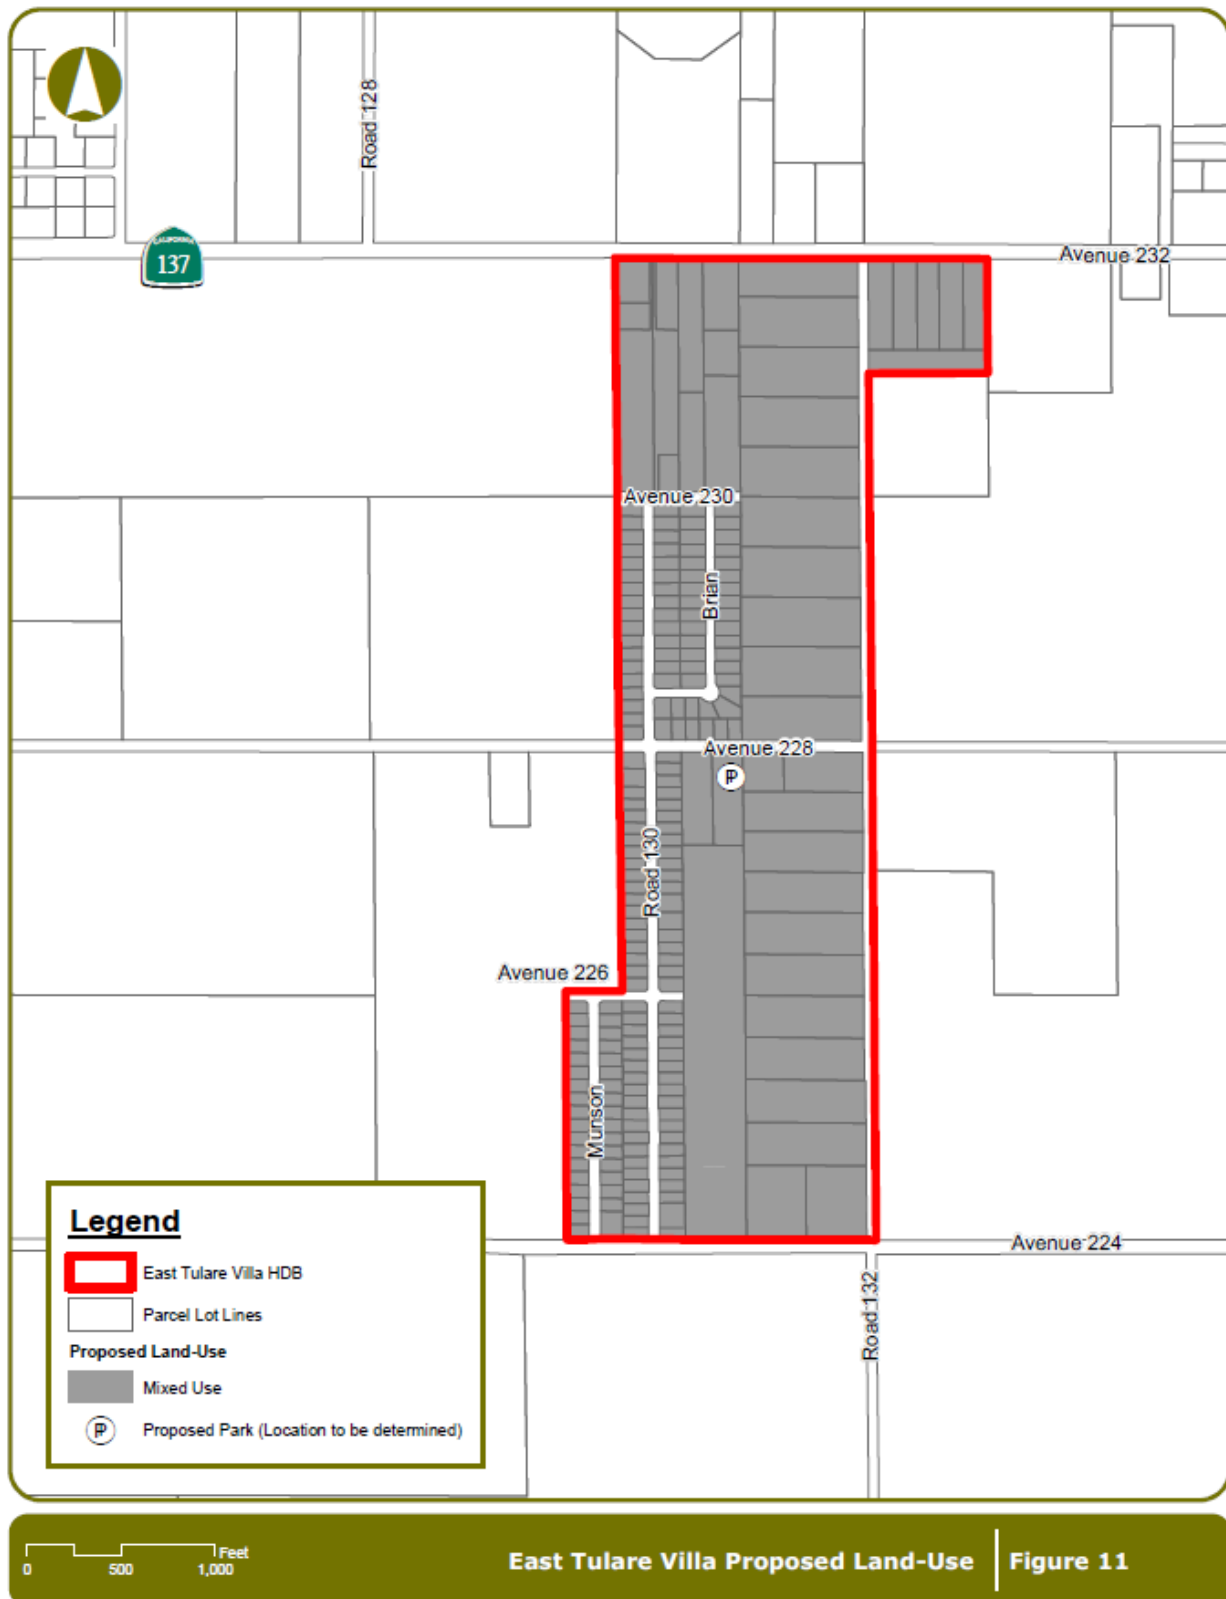 Road 128
CALIFORNIA
137
Avenue 232
Avenue 230
Brian
Avenue 228
P
Road 130
Avenue 226
Munson
Avenue 224
Road 132
Legend
East Tulare Villa HDB
Parcel Lot Lines
Proposed Land-Use
Mixed Use
P Proposed Park (Location to be determined)
Feet
0 500 1,000
East Tulare Villa Proposed Land-Use Figure 11